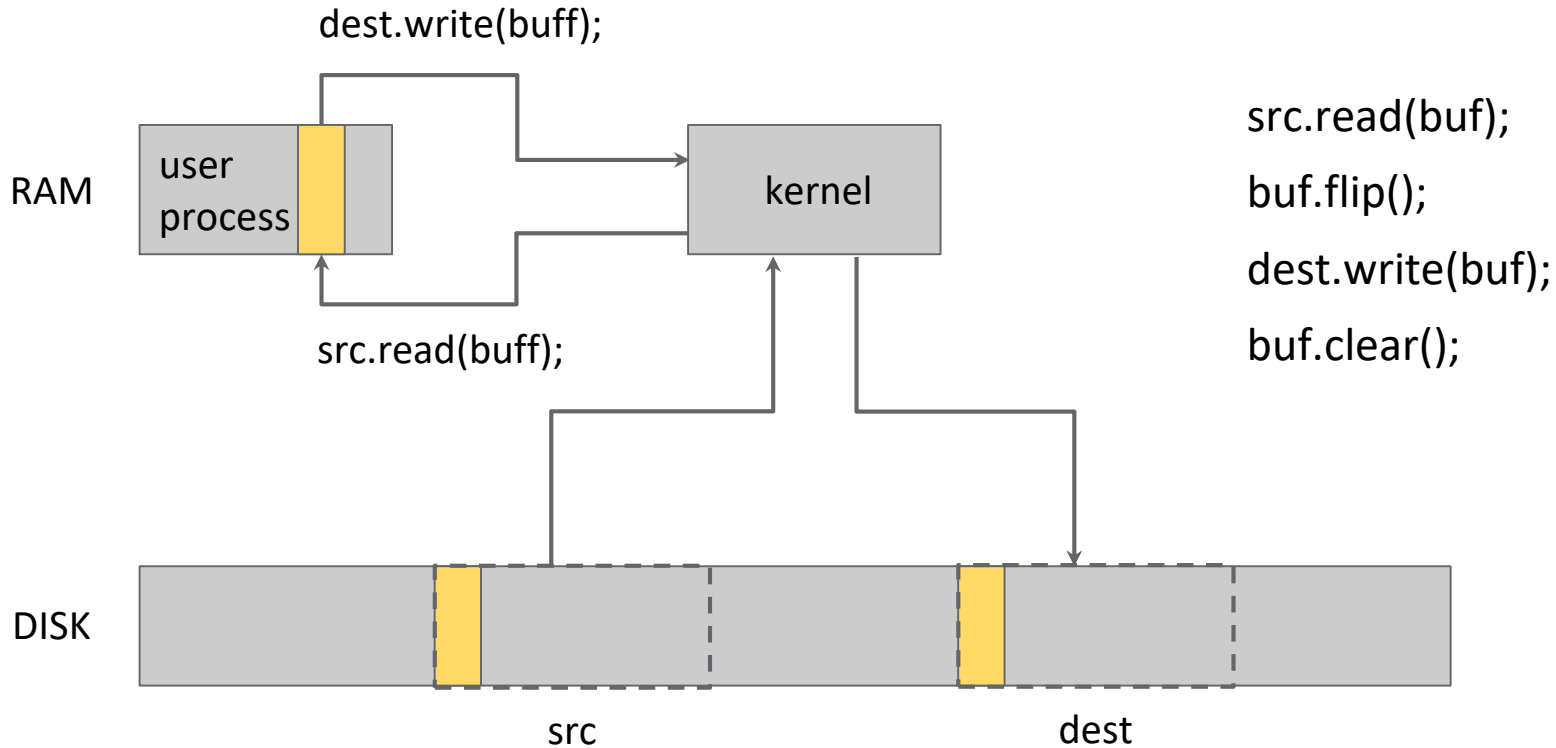 dest.write(buff);
RAM
user
process
kernel
src.read(buff);
src.read(buf);
buf.flip();
dest.write(buf);
buf.clear();
DISK
src
dest